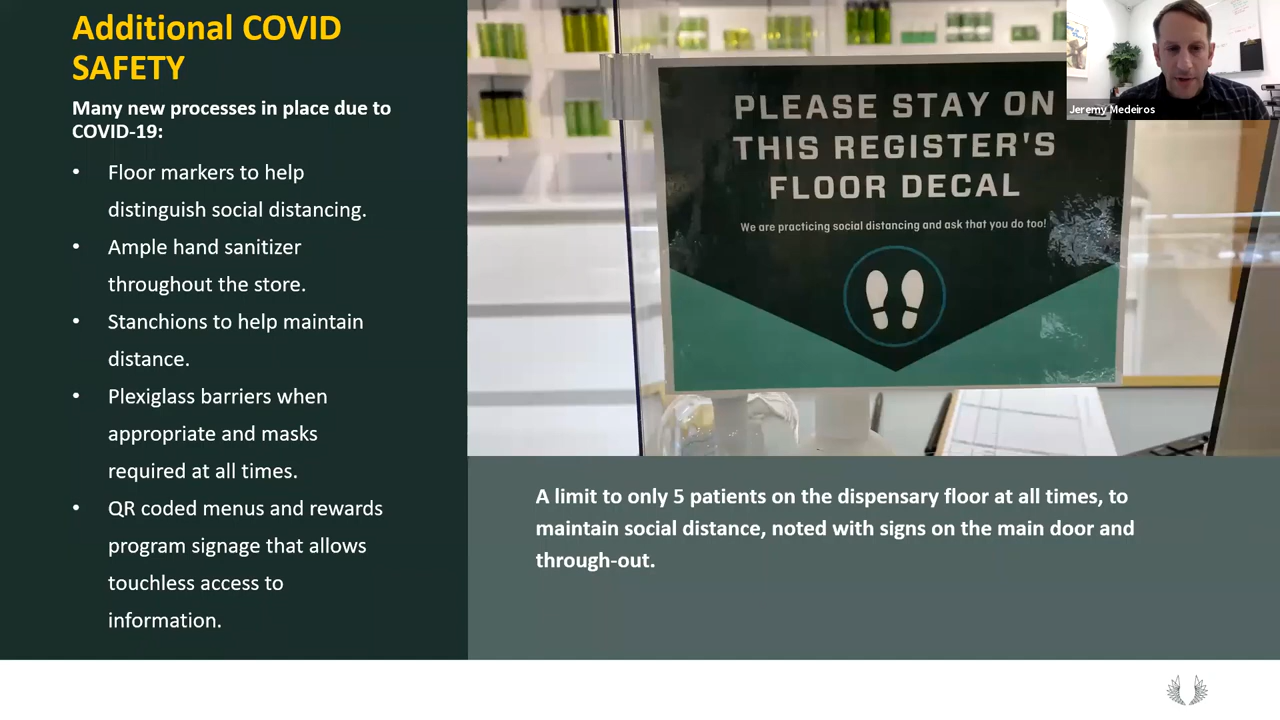 Additional COVID
SAFETY
Many new processes in place due to
COVID-19:
• Floor markers to help
distinguish social distancing.
• Ample hand sanitizer
throughout the store.
• Stanchions to help maintain
distance.
• Plexiglass barriers when
appropriate and masks
required at all times.
• QR coded menus and rewards
program signage that allows
touchless access to
information.
PLEASE STAY ON
THIS REGISTER'S
FLOOR DECAL
We are practicing social distancing and ask that you do too!
Jeremy Medeiros
A limit to only 5 patients on the dispensary floor at all times, to
maintain social distance, noted with signs on the main door and
through-out.